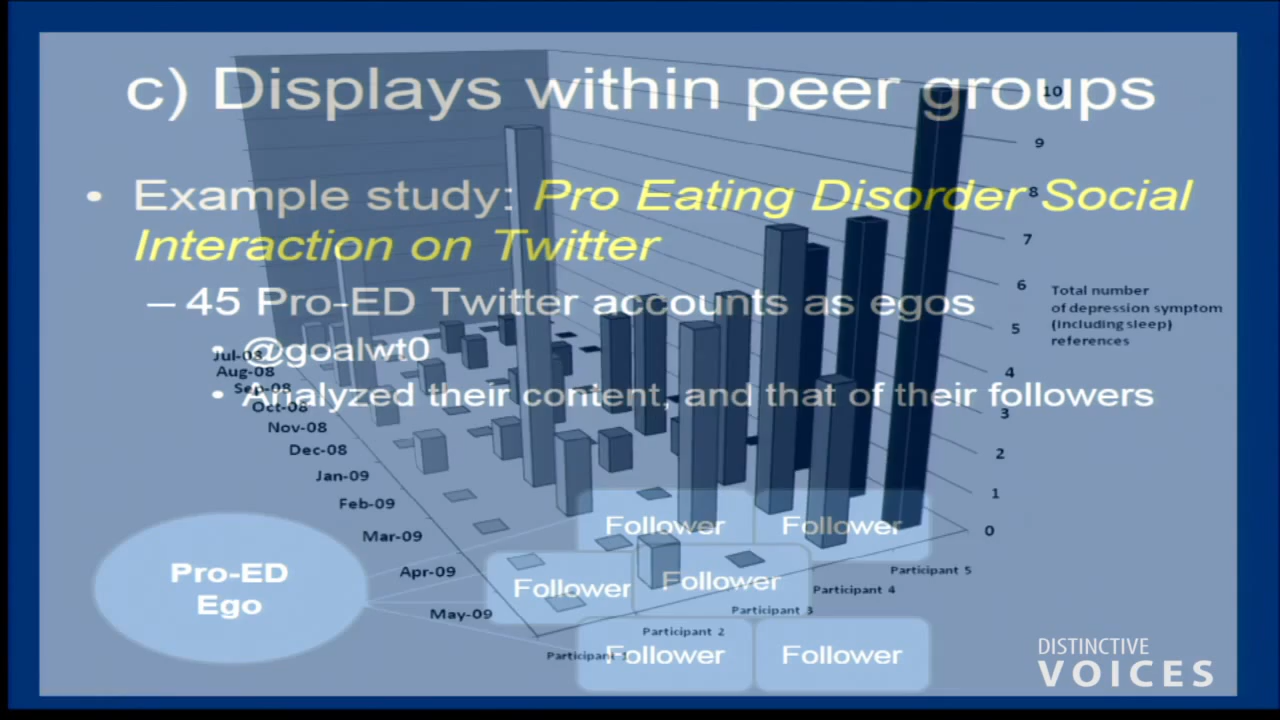 c) Displays within peer groups
• Example study: Pro Eating Disorder Social
Interaction on Twitter
– 45 Pro-ED Twitter accounts as egos
• @goalwt0
• Analyzed their content, and that of their followers
10
9
8
7
6
5
4
3
2
1
0
Total number
of depression symptom
(including sleep)
references
Jul-08
Aug-08
Sep-08
Oct-08
Nov-08
Dec-08
Jan-09
Feb-09
Mar-09
Apr-09
May-09
Participant 1
Participant 2
Participant 3
Participant 4
Participant 5
Pro-ED
Ego
Follower
Follower
Follower
Follower
Follower
Follower
DISTINCTIVE
VOICES